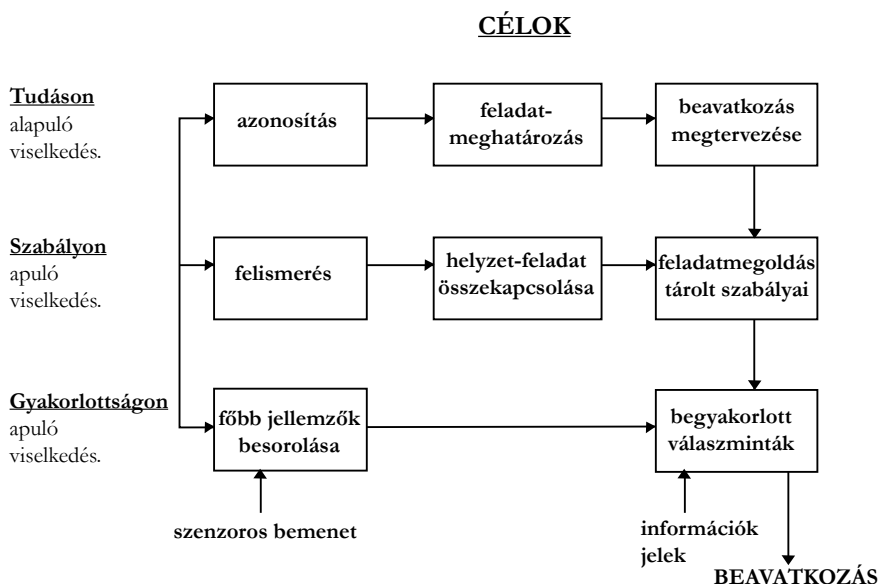 CÉLOK
Tudáson
alapuló
viselkedés.
azonosítás
feladat-
meghatározás
beavatkozás
megtervezése
Szabályon
apuló
viselkedés.
felismerés
helyzet-feladat
összekapcsolása
feladatmegoldás
tárolt szabályai
Gyakorlottságon
apuló
viselkedés.
főbb jellemzők
besorolása
begyakorlott
válaszminták
szenzoros bemenet
információk
jelek
BEAVATKOZÁS